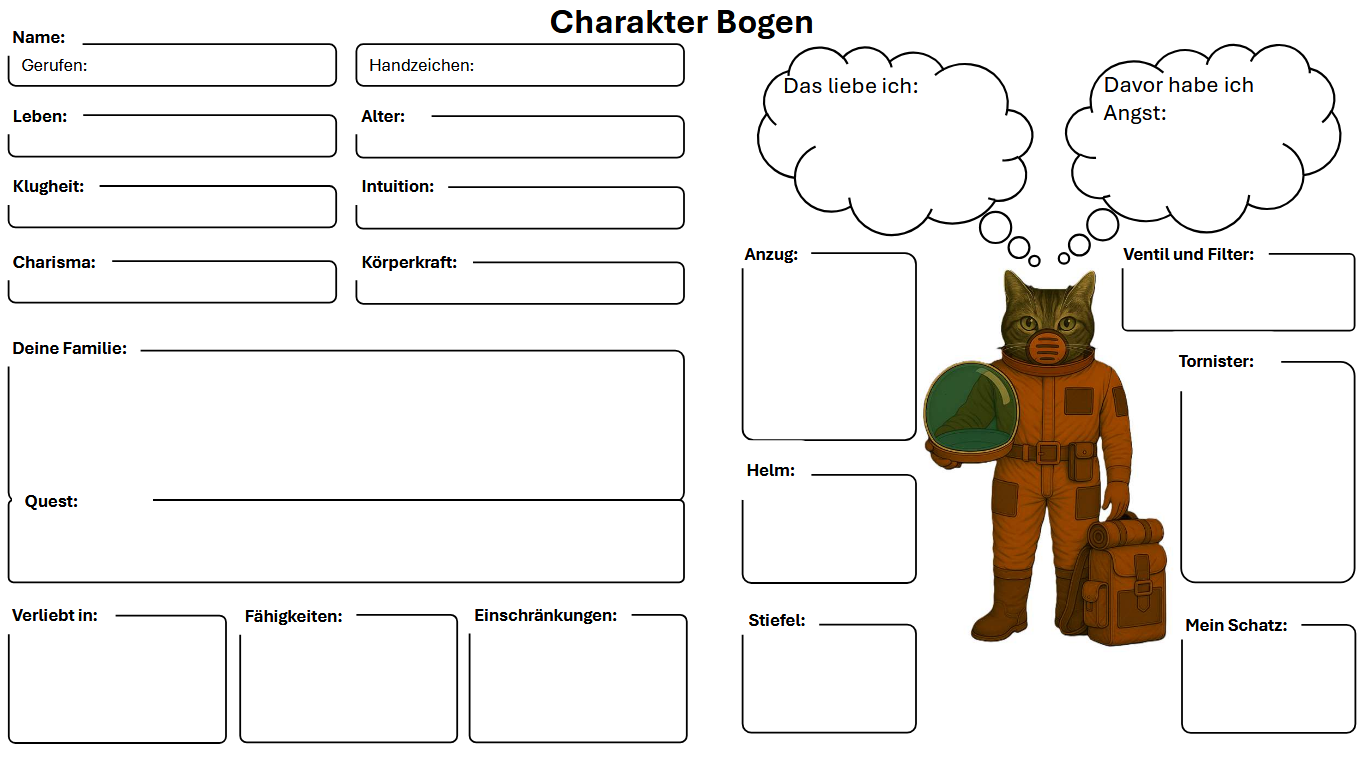 Charakter Bogen
Name:
Gerufen:
Handzeichen:
Leben:
Alter:
Klugheit:
Intuition:
Charisma:
Körperkraft:
Deine Familie:
Quest:
Verliebt in:
Fähigkeiten:
Einschränkungen:
Das liebe ich:
Davor habe ich
Angst:
Anzug:
Ventil und Filter:
Tornister:
Helm:
Stiefel:
Mein Schatz: